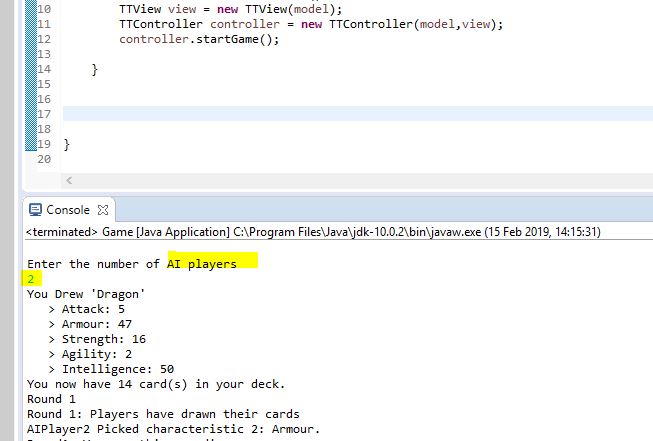 10 TTView view = new TTView(model);
11 TTController controller = new TTController(model,view);
12 controller.startGame();
13
14 }
15
16
17
18
19 }
20
Console
<terminated> Game [Java Application] C:\Program Files\Java\jdk-10.0.2\bin\javaw.exe (15 Feb 2019, 14:15:31)
Enter the number of AI players
2
You Drew 'Dragon'
> Attack: 5
> Armour: 47
> Strength: 16
> Agility: 2
> Intelligence: 50
You now have 14 card(s) in your deck.
Round 1
Round 1: Players have drawn their cards
AIPlayer2 Picked characteristic 2: Armour.